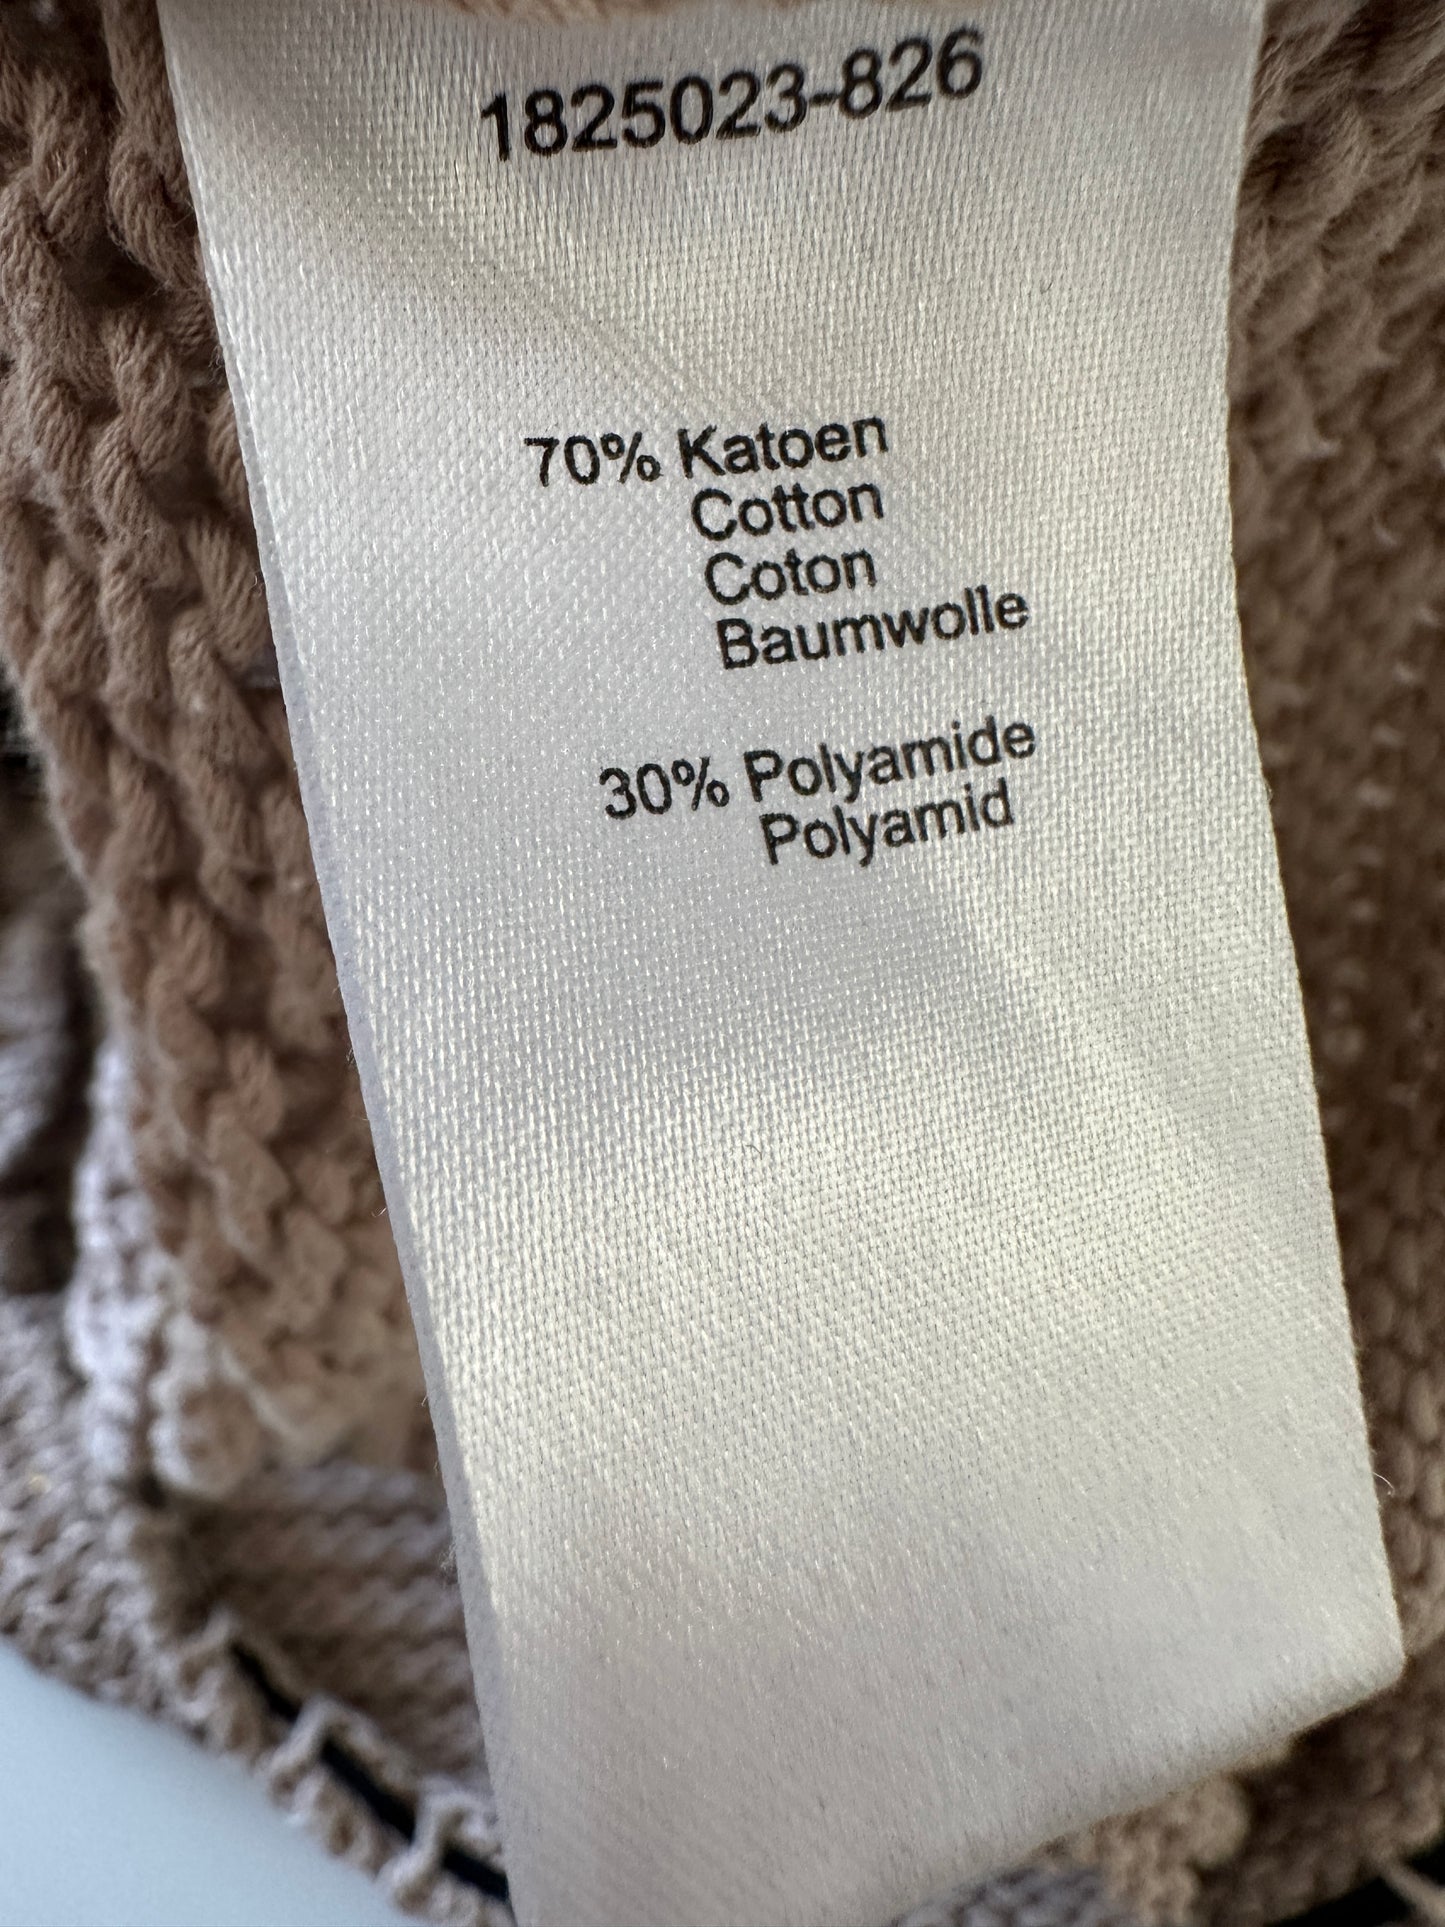 1825023-826
70% Katoen
Cotton
Coton
Baumwolle
30% Polyamide
Polyamid